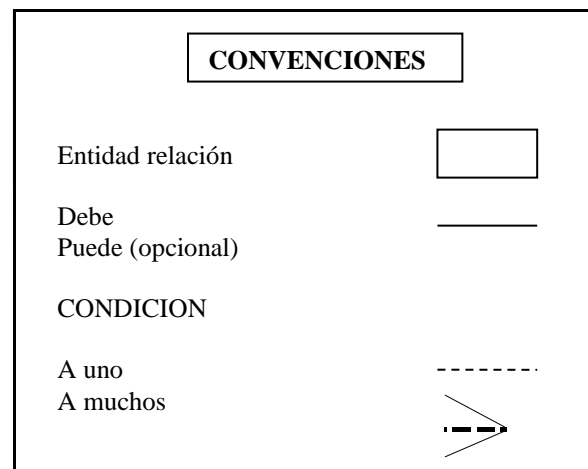 CONVENCIONES
Entidad relación
Debe
Puede (opcional)
CONDICION
A uno
A muchos